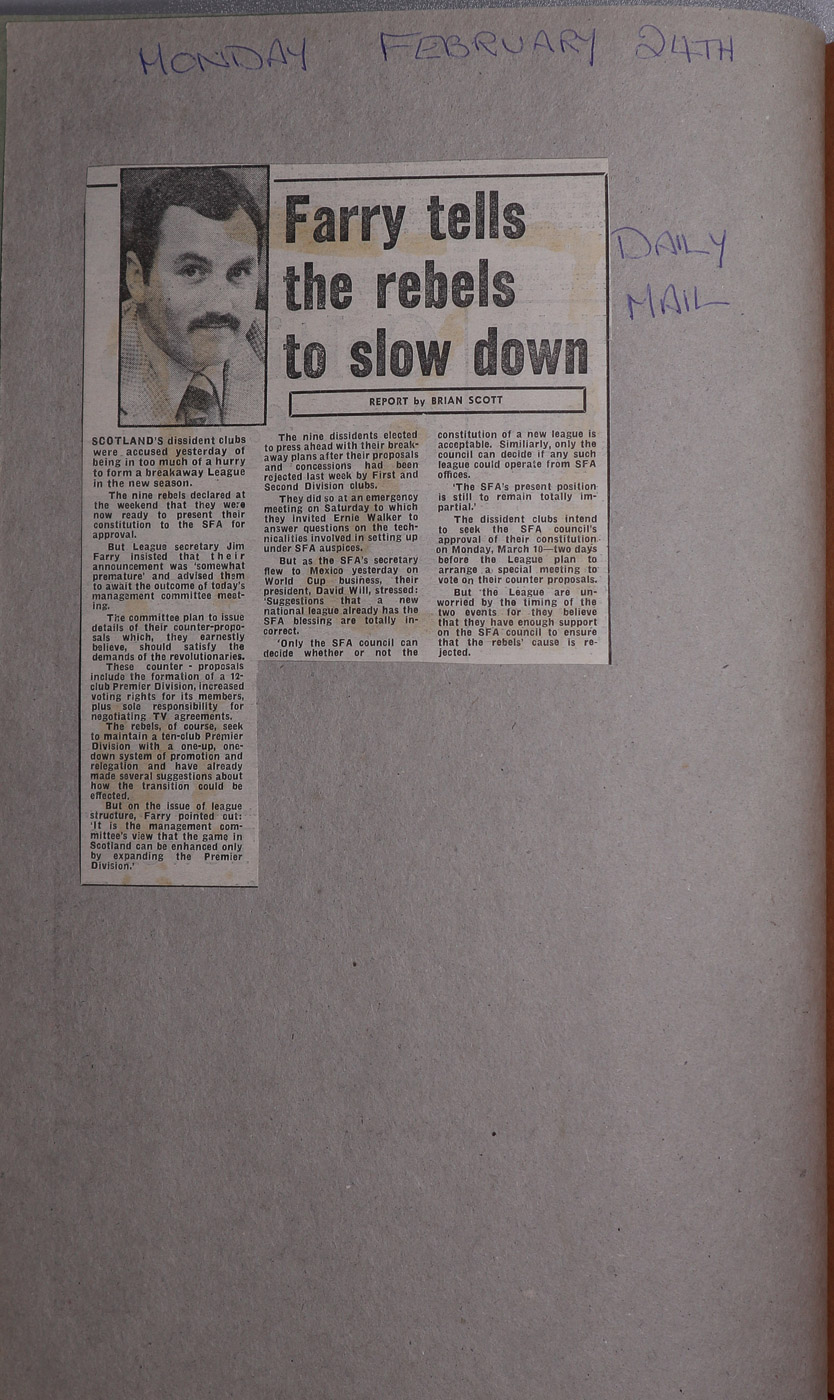 MONDAY FEBRUARY 24TH
DAILY
MAIL
Farry tells
the rebels
to slow down
REPORT by BRIAN SCOTT
SCOTLAND'S dissident clubs
were accused yesterday of
being in too much of a hurry
to form a breakaway League
in the new season.
The nine rebels declared at
the weekend that they were
now ready to present their
constitution to the SFA for
approval.
But League secretary Jim
Farry insisted that their
announcement was 'somewhat
premature' and advised them
to await the outcome of today's
management committee meet-
ing.
The committee plan to issue
details of their counter-propo-
sals which, they earnestly
believe, should satisfy the
demands of the revolutionaries.
These counter - proposals
include the formation of a 12-
club Premier Division, increased
voting rights for its members,
plus sole responsibility for
negotiating TV agreements.
The rebels, of course, seek
to maintain a ten-club Premier
Division with a one-up, one-
down system of promotion and
relegation and have already
made several suggestions about
how the transition could be
effected.
But on the issue of league
structure, Farry pointed out:
'It is the management com-
mittee's view that the game in
Scotland can be enhanced only
by expanding the Premier
Division.'
The nine dissidents elected
to press ahead with their break-
away plans after their proposals
and concessions had been
rejected last week by First and
Second Division clubs.
They did so at an emergency
meeting on Saturday to which
they invited Ernie Walker to
answer questions on the tech-
nicalities involved in setting up
under SFA auspices.
But as the SFA's secretary
flew to Mexico yesterday on
World Cup business, their
president, David Will, stressed:
'Suggestions that a new
national league already has the
SFA blessing are totally in-
correct.
'Only the SFA council can
decide whether or not the
constitution of a new league is
acceptable. Similiarly, only the
council can decide if any such
league could operate from SFA
offices.
'The SFA's present position
is still to remain totally im-
partial.'
The dissident clubs intend
to seek the SFA council's
approval of their constitution
on Monday, March 10—two days
before the League plan to
arrange a special meeting to
vote on their counter proposals.
But the League are un-
worried by the timing of the
two events for they believe
that they have enough support
on the SFA council to ensure
that the rebels' cause is re-
jected.